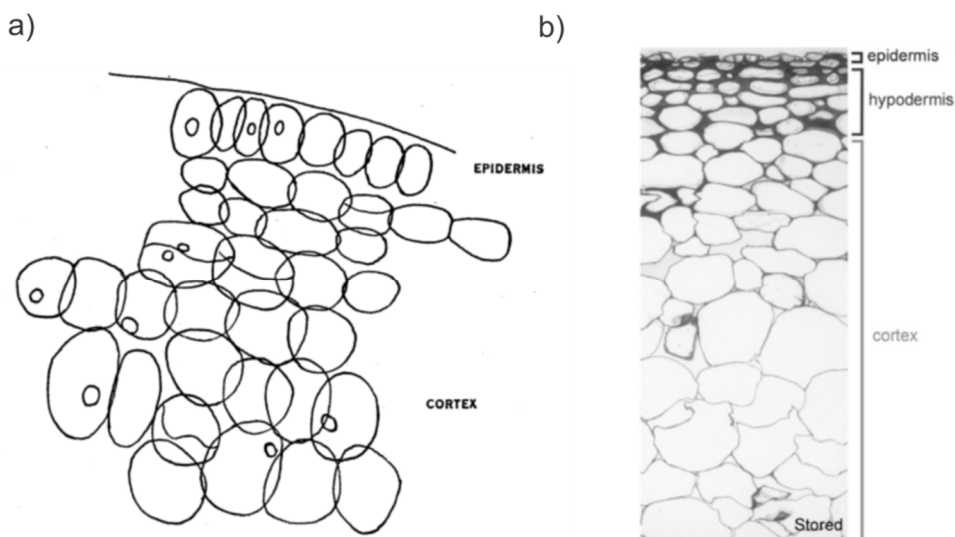 a)
EPIDERMIS
CORTEX
b)
epidermis
hypodermis
cortex
Stored